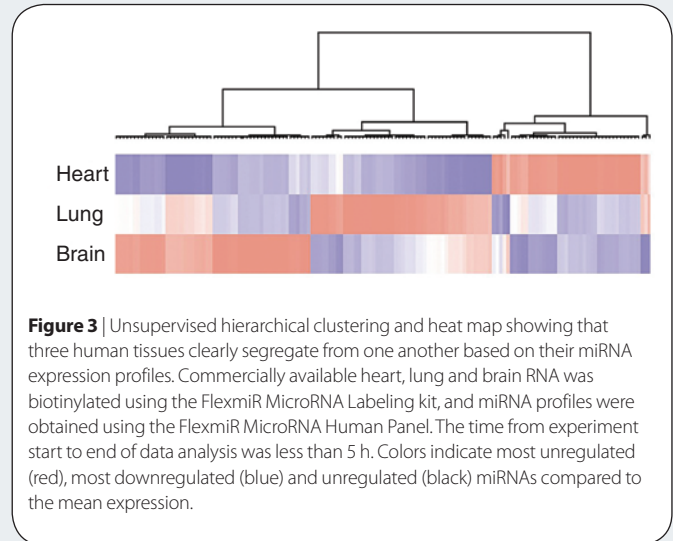 Heart
Lung
Brain
Figure 3 | Unsupervised hierarchical clustering and heat map showing that
three human tissues clearly segregate from one another based on their miRNA
expression profiles. Commercially available heart, lung and brain RNA was
biotinylated using the FlexmiR MicroRNA Labeling kit, and miRNA profiles were
obtained using the FlexmiR MicroRNA Human Panel. The time from experiment
start to end of data analysis was less than 5 h. Colors indicate most unregulated
(red), most downregulated (blue) and unregulated (black) miRNAs compared to
the mean expression.